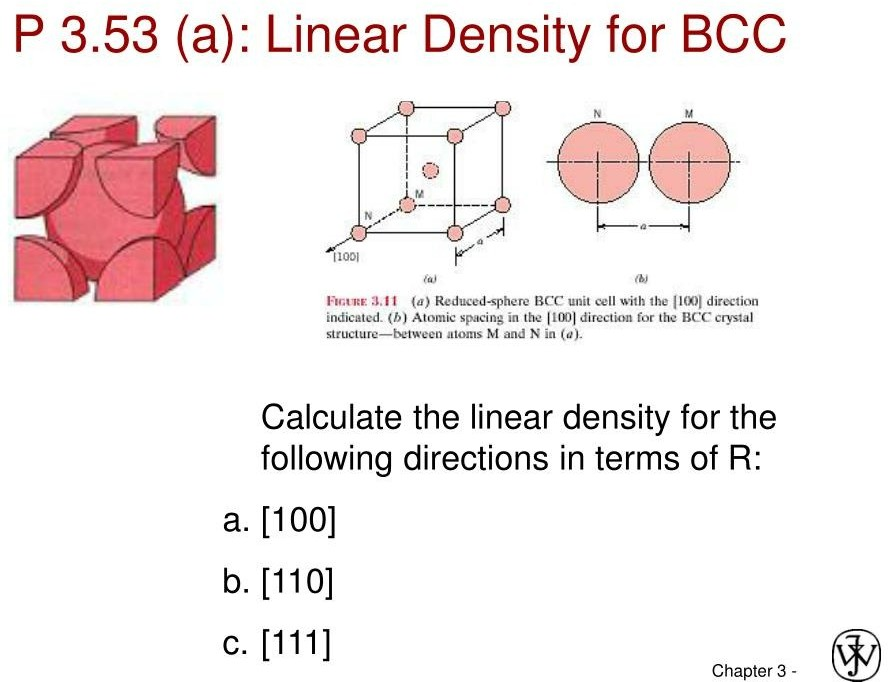 P 3.53 (a): Linear Density for BCC
N
M
M
N
a
a
[100]
(a)
(b)
FIGURE 3.11 (a) Reduced-sphere BCC unit cell with the [100] direction
indicated. (b) Atomic spacing in the [100] direction for the BCC crystal
structure—between atoms M and N in (a).
Calculate the linear density for the
following directions in terms of R:
a. [100]
b. [110]
c. [111]
Chapter 3 -
JW